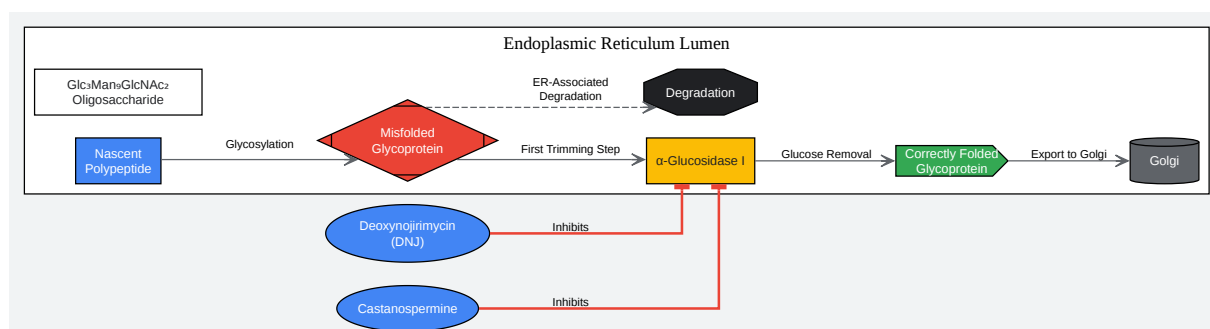 Endoplasmic Reticulum Lumen
Glc₃Man₉GlcNAc₂
Oligosaccharide
ER-Associated
Degradation
Degradation
Nascent
Polypeptide
Glycosylation
Misfolded
Glycoprotein
First Trimming Step
α-Glucosidase I
Glucose Removal
Correctly Folded
Glycoprotein
Export to Golgi
Golgi
Deoxynojirimycin
(DNJ)
Inhibits
Castanospermine
Inhibits